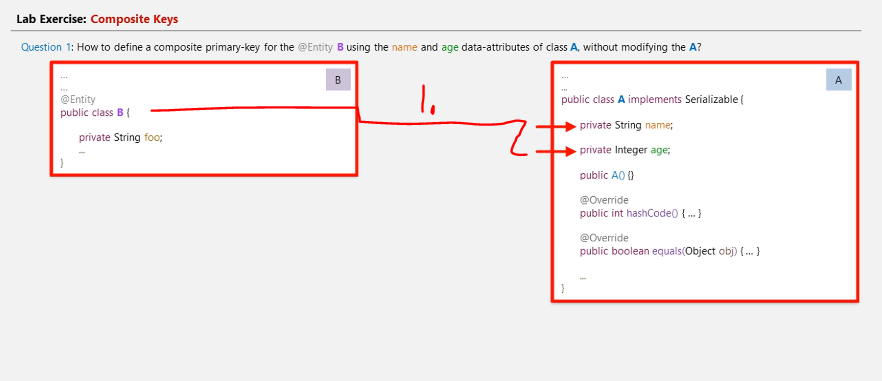 Lab Exercise: Composite Keys
Question 1: How to define a composite primary-key for the @Entity B using the name and age data-attributes of class A, without modifying the A?
...
B
...
@Entity
public class B {
private String foo;
...
}
1.
...
A
...
public class A implements Serializable {
private String name;
private Integer age;
public A() {}
@Override
public int hashCode() { ... }
@Override
public boolean equals(Object obj) { ... }
...
}